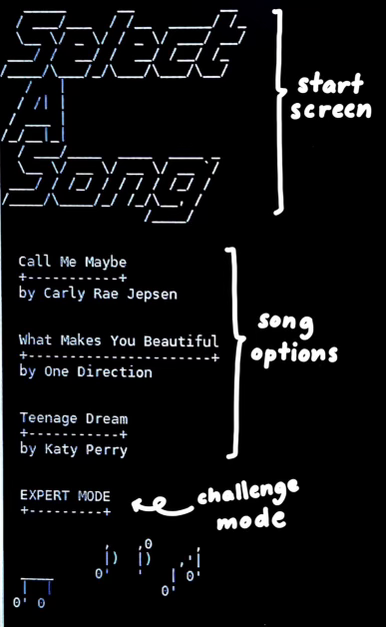 Select
A
Song
start
screen
Call Me Maybe
+-----------+
by Carly Rae Jepsen
What Makes You Beautiful
+----------------------+
by One Direction
song
options
Teenage Dream
+-----------+
by Katy Perry
EXPERT MODE
+---------+
challenge
mode